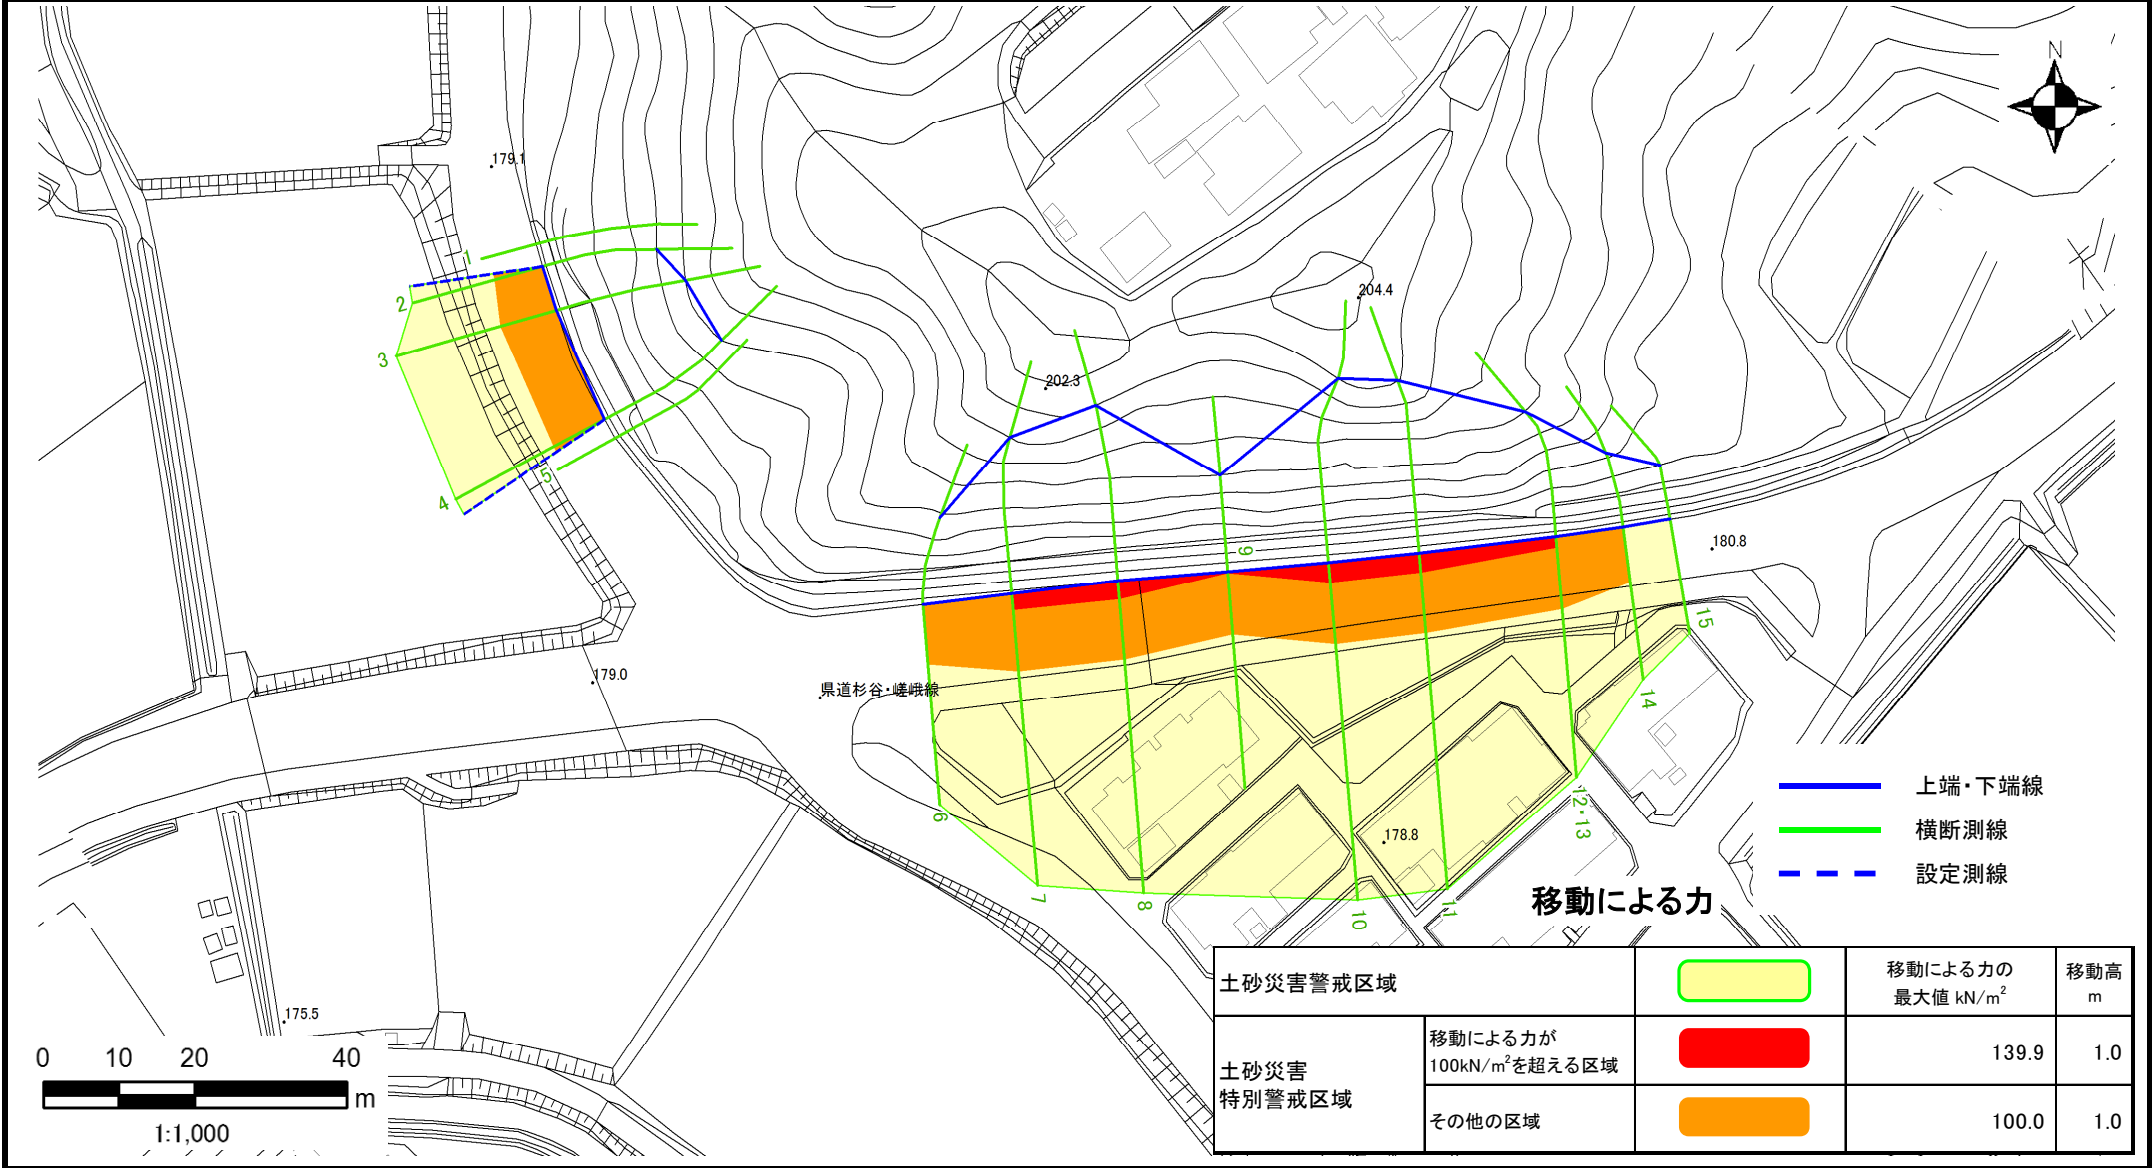 N
179.1
1
2
3
4
5
204.4
202.3
9
180.8
15
179.0
県道杉谷・嵯峨線
14
6
12・13
178.8
7
8
10
11
175.5
上端・下端線
横断測線
設定測線
移動による力
土砂災害警戒区域
移動による力の
最大値 kN/m²
移動高
m
土砂災害
特別警戒区域
移動による力が
100kN/m²を超える区域
139.9
1.0
その他の区域
100.0
1.0
0 10 20 40
m
1:1,000